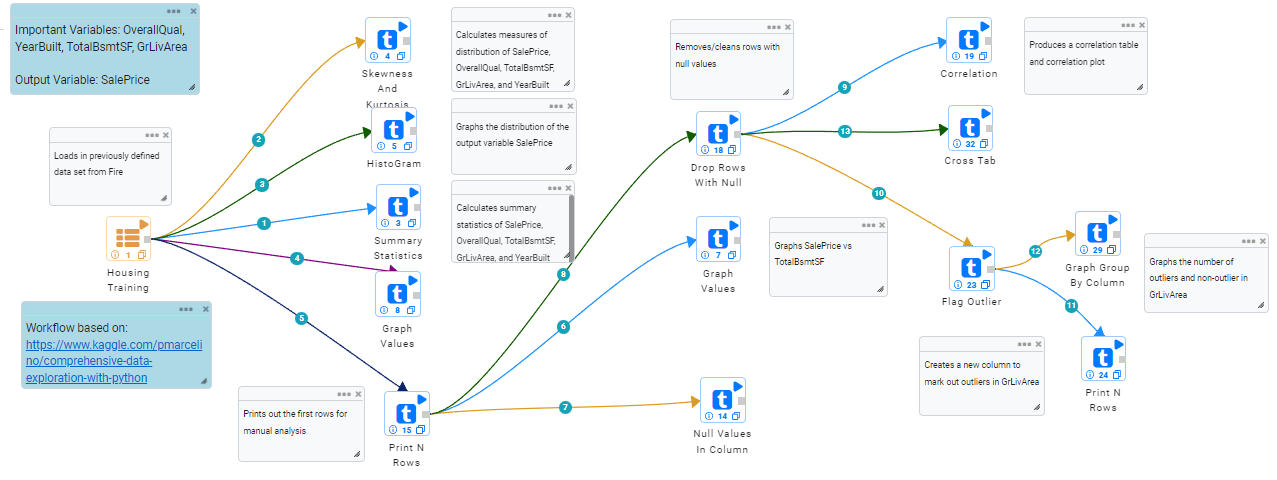 Important Variables: OverallQual,
YearBuilt, TotalBsmtSF, GrLivArea
Output Variable: SalePrice
t
4
Skewness
And
Kurtosis
Calculates measures of
distribution of SalePrice,
OverallQual, TotalBsmtSF,
GrLivArea, and YearBuilt
Removes/cleans rows with
null values
t
19
Correlation
Produces a correlation table
and correlation plot
9
2
t
5
HistoGram
Graphs the distribution of the
output variable SalePrice
t
18
Drop Rows
With Null
13
t
32
Cross Tab
Loads in previously defined
data set from Fire
3
10
t
3
Summary
Statistics
Calculates summary
statistics of SalePrice,
OverallQual, TotalBsmtSF,
GrLivArea, and YearBuilt
1
1
Housing
Training
4
8
t
7
Graph
Values
Graphs SalePrice vs
TotalBsmtSF
t
23
Flag Outlier
12
t
29
Graph Group
By Column
Graphs the number of
outliers and non-outlier in
GrLivArea
11
t
8
Graph
Values
5
6
Workflow based on:
https://www.kaggle.com/pmarceli
no/comprehensive-data-
exploration-with-python
Creates a new column to
mark out outliers in GrLivArea
t
24
Print N
Rows
Prints out the first rows for
manual analysis
t
15
Print N
Rows
7
t
14
Null Values
In Column